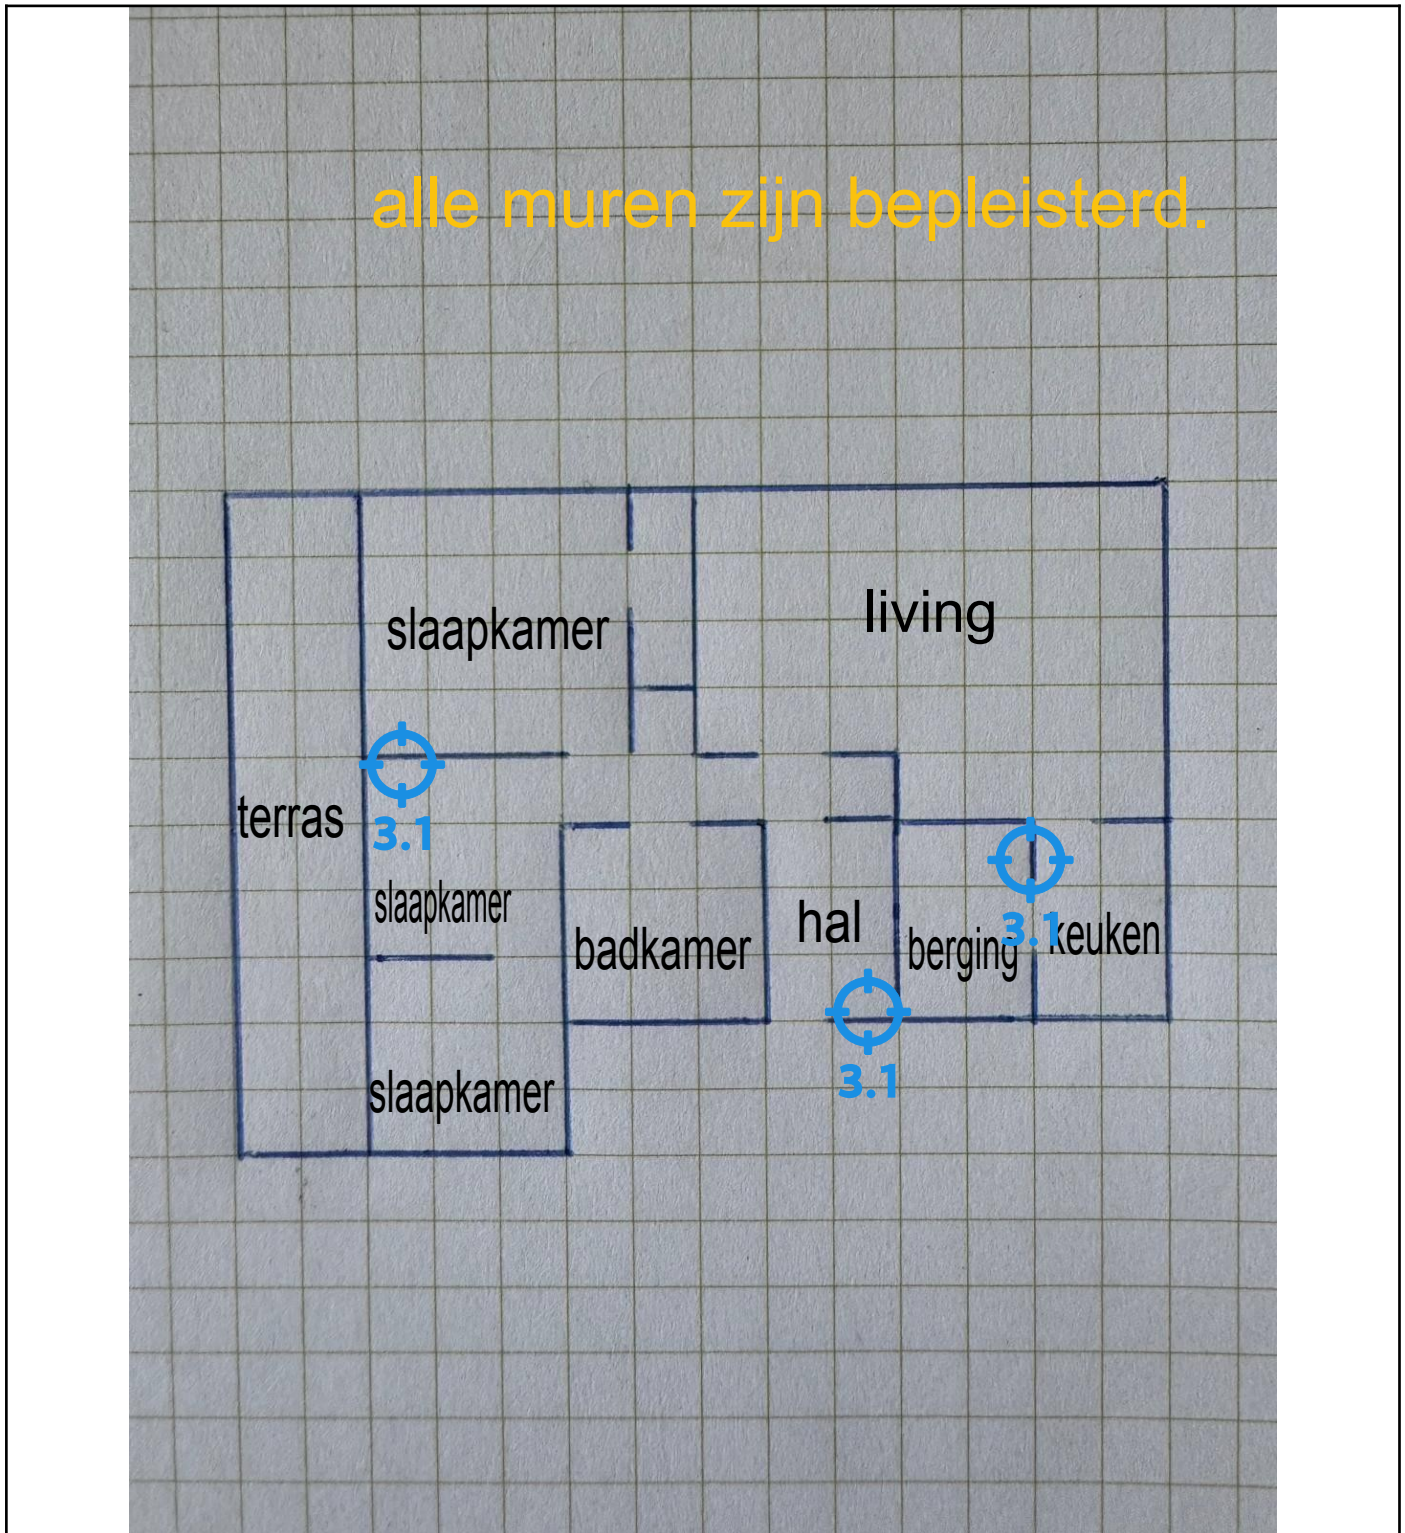 alle muren zijn bepleisterd.
slaapkamer
living
terras
3.1
slaapkamer
badkamer
hal
berging
3.1
keuken
3.1
slaapkamer